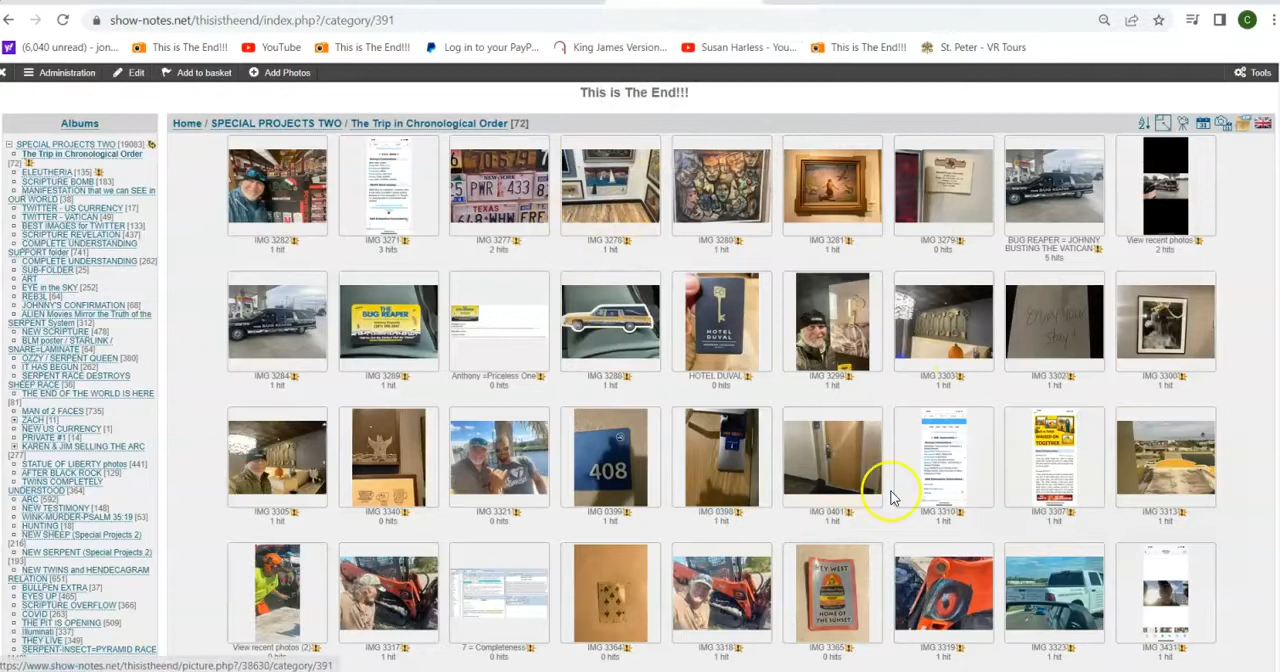 show-notes.net/thisistheend/index.php?/category/391
C
(6,040 unread) - jon...
This is The End!!!
YouTube
This is The End!!!
Log in to your PayP...
King James Version...
Susan Harless - You...
This is The End!!!
St. Peter - VR Tours
Administration
Edit
Add to basket
Add Photos
Tools
This is The End!!!
Albums
Home / SPECIAL PROJECTS TWO / The Trip in Chronological Order [72]
SPECIAL PROJECTS TWO [19083]
The Trip in Chronological Order
[72]
ELEUTHERIA [135]
SCRIPTURE BOMB [183]
MANIFESTATION that we can SEE in
OUR WORLD [38]
TWITTER - US CURRENCY [17]
TWITTER - VATICAN [49]
BEST IMAGES for TWITTER [133]
SCRIPTURE REVELATION [437]
COMPLETE UNDERSTANDING
SUPPORT folder [741]
COMPLETE UNDERSTANDING [262]
SUB-FOLDER [25]
ART
EYE in the SKY [252]
REB3L [64]
JOHNNY'S CONFIRMATION [68]
ALIEN Movies Mirror the Truth of the
SERPENT System [312]
NEW SCRIPTURE [478]
BLM poster / STARLINK /
SNARE=LAMINATE [64]
OZZY / SERPENT QUEEN [380]
IT HAS BEGUN [262]
SERPENT RACE DESTROYS
SHEEP RACE [36]
THE END OF THE WORLD IS HERE
[81]
MAN of 2 FACES [735]
ZACH [11]
NEW US CURRENCY [1]
PRIVATE #1 [14]
KAREN & JIM SELLING THE ARC
[277]
STATUE OF LIBERTY photos [441]
AFTER BLACK ROCK [129]
TWINS COMPLETELY
UNDERSTOOD [364]
ARC [592]
NEW TESTIMONY [148]
WINK-MURDER-PSALM 35:19 [53]
HUNTING [18]
NEW SHEEP (Special Projects 2)
[216]
NEW SERPENT (Special Projects 2)
[193]
NEW TWINS and HENDECAGRAM
RELATION [651]
BULLPEN EXTRA [37]
EYES UP [465]
SCRIPTURE OVERFLOW [366]
COVID [263]
THE PIT IS OPENING [509]
Illuminati [337]
THEY LIVE [349]
SERPENT-INSECT=PYRAMID RACE
IMG 3282
1 hit
IMG 3271
3 hits
NEW YORK
PWR 433
TEXAS
IMG 3277
2 hits
IMG 3278
1 hit
IMG 3280
1 hit
IMG 3281
1 hit
IMG 3279
0 hits
BUG REAPER = JOHNNY
BUSTING THE VATICAN
5 hits
View recent photos
2 hits
IMG 3284
1 hit
THE
BUG REAPER
IMG 3289
1 hit
Anthony =Priceless One
0 hits
IMG 3288
1 hit
HOTEL
DUVAL
HOTEL DUVAL
0 hits
IMG 3299
1 hit
IMG 3303
1 hit
Enjoy Your
stay
IMG 3302
1 hit
IMG 3300
1 hit
IMG 3305
1 hit
IMG 3340
0 hits
IMG 3321
0 hits
408
IMG 0399
1 hit
IMG 0398
1 hit
IMG 0401
1 hit
IMG 3310
1 hit
IMG 3307
1 hit
IMG 3313
1 hit
View recent photos (2)
0 hits
IMG 3317
1 hit
7 = Completeness
0 hits
IMG 3364
0 hits
IMG 3318
1 hit
KEY WEST
HOME OF
THE SUNSET
IMG 3365
0 hits
IMG 3319
1 hit
IMG 3323
1 hit
IMG 3431
1 hit
https://www.show-notes.net/thisistheend/picture.php?/38630/category/391